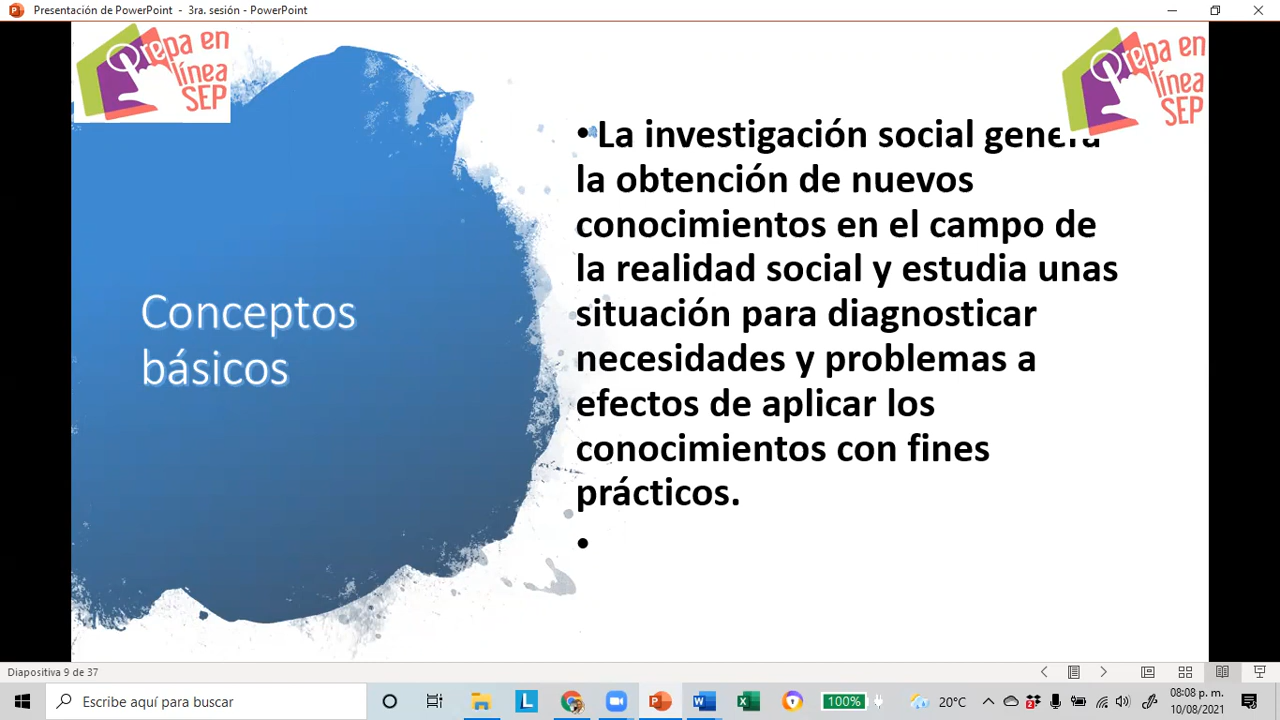 Presentación de PowerPoint - 3ra. sesión - PowerPoint
Prepa en
línea
SEP
Prepa en
línea
SEP
Conceptos
básicos
• La investigación social genera
la obtención de nuevos
conocimientos en el campo de
la realidad social y estudia unas
situación para diagnosticar
necesidades y problemas a
efectos de aplicar los
conocimientos con fines
prácticos.
•
Diapositiva 9 de 37
Escribe aquí para buscar
L
100%
20°C
08:08 p. m.
10/08/2021